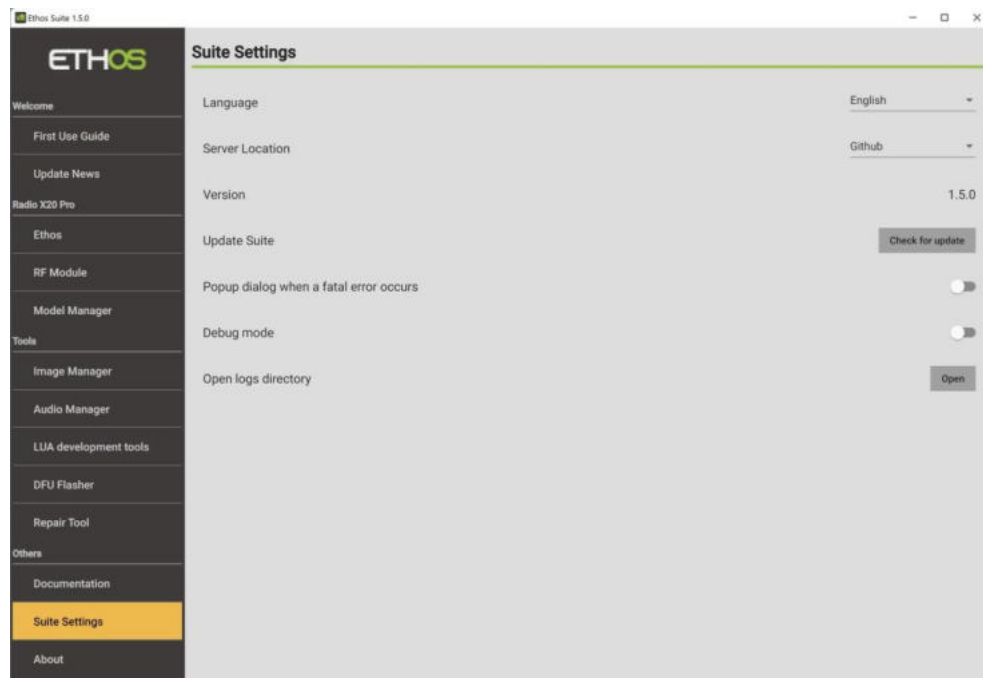 Ethos Suite 1.5.0
ETHOS
Welcome
First Use Guide
Update News
Radio X20 Pro
Ethos
RF Module
Model Manager
Tools
Image Manager
Audio Manager
LUA development tools
DFU Flasher
Repair Tool
Others
Documentation
Suite Settings
About
Suite Settings
Language English
Server Location Github
Version 1.5.0
Update Suite Check for update
Popup dialog when a fatal error occurs
Debug mode
Open logs directory Open